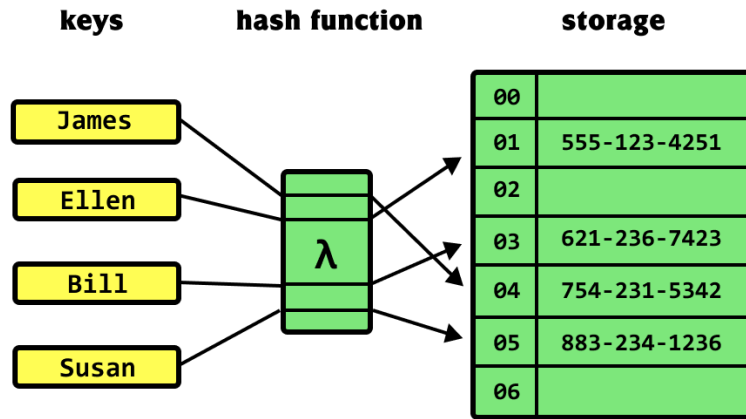 keys
hash function
storage
James
Ellen
Bill
Susan
λ
00
01 555-123-4251
02
03 621-236-7423
04 754-231-5342
05 883-234-1236
06